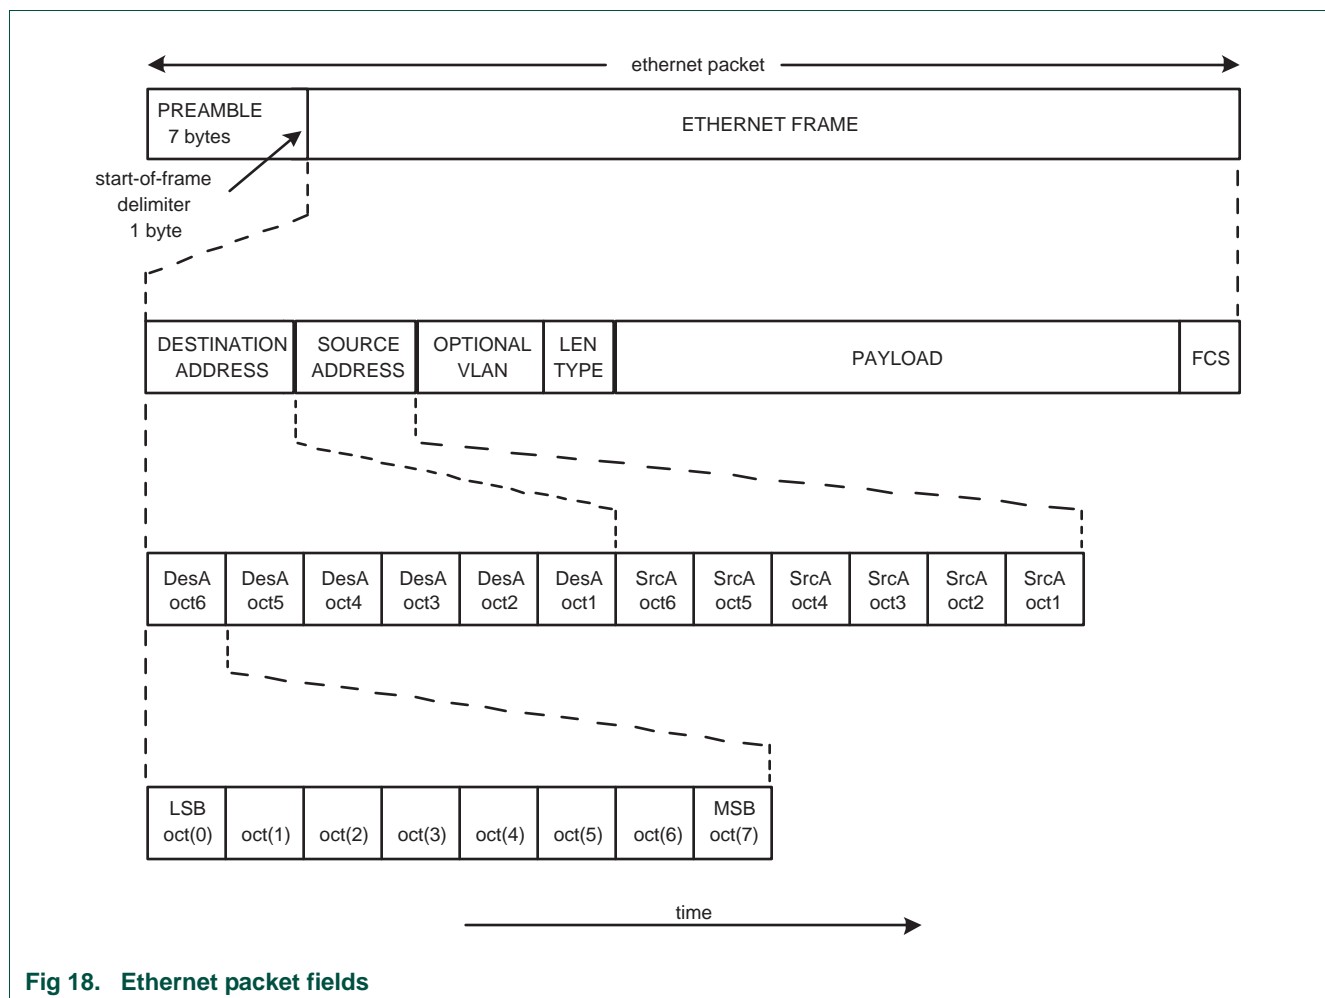 ethernet packet
PREAMBLE
7 bytes
ETHERNET FRAME
start-of-frame
delimiter
1 byte
DESTINATION
ADDRESS
SOURCE
ADDRESS
OPTIONAL
VLAN
LEN
TYPE
PAYLOAD
FCS
DesA
oct6
DesA
oct5
DesA
oct4
DesA
oct3
DesA
oct2
DesA
oct1
SrcA
oct6
SrcA
oct5
SrcA
oct4
SrcA
oct3
SrcA
oct2
SrcA
oct1
LSB
oct(0)
oct(1)
oct(2)
oct(3)
oct(4)
oct(5)
oct(6)
MSB
oct(7)
time
Fig 18. Ethernet packet fields